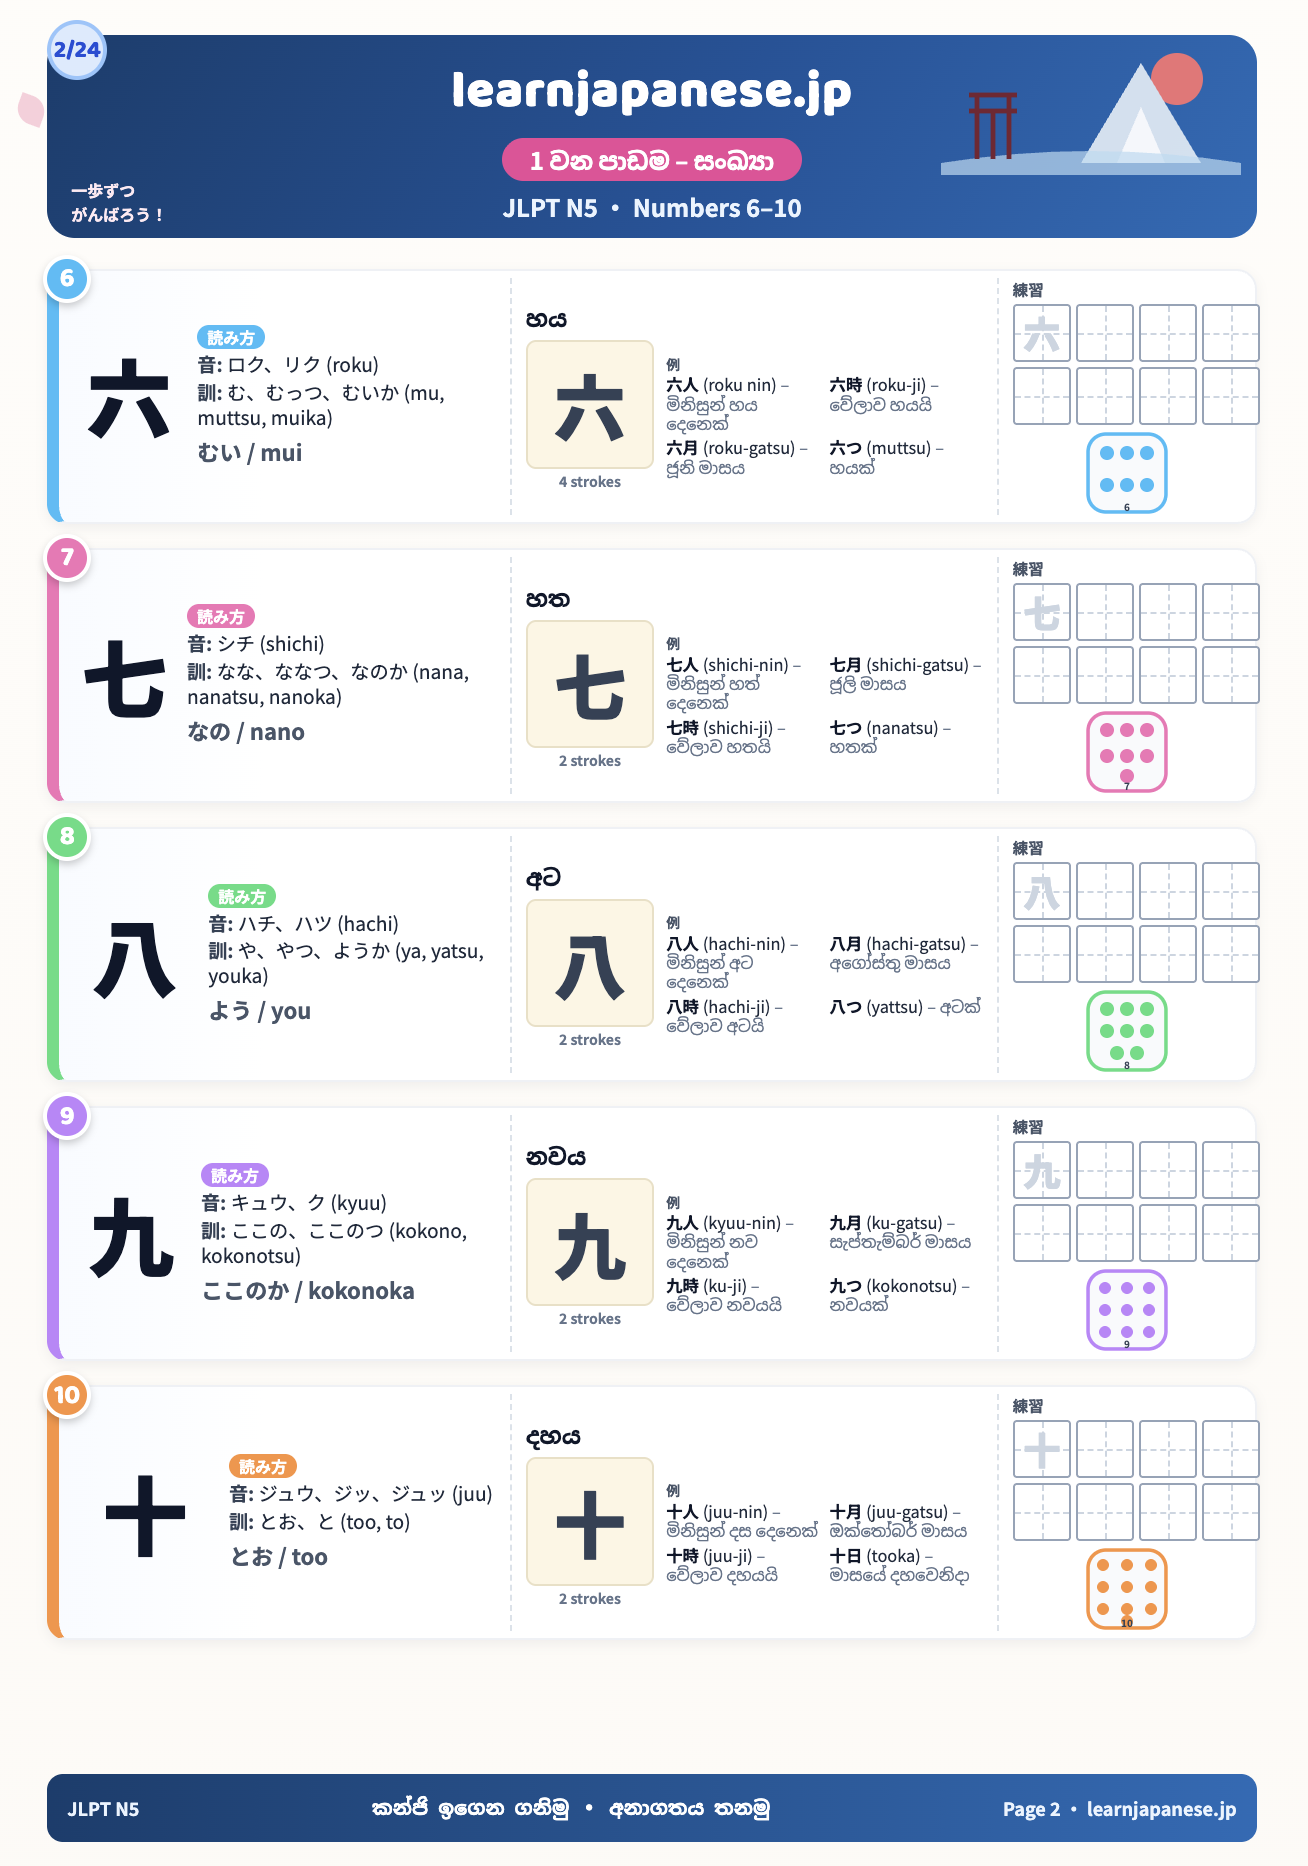 2/24
learnjapanese.jp
1 වන පාඩම – සංඛ්‍යා
JLPT N5 • Numbers 6–10
一歩ずつ
がんばろう！
6
六
読み方
音: ロク、リク (roku)
訓: む、むっつ、むいか (mu,
muttsu, muika)
むい / mui
හය
六
4 strokes
例
六人 (roku nin) –
මිනිසුන් හය
දෙනෙක්
六時 (roku-ji) –
වේලාව හයයි
六月 (roku-gatsu) –
ජූනි මාසය
六つ (muttsu) –
හයක්
練習
六
6
7
七
読み方
音: シチ (shichi)
訓: なな、ななつ、なのか (nana,
nanatsu, nanoka)
なの / nano
හත
七
2 strokes
例
七人 (shichi-nin) –
මිනිසුන් හත්
දෙනෙක්
七月 (shichi-gatsu) –
ජූලි මාසය
七時 (shichi-ji) –
වේලාව හතයි
七つ (nanatsu) –
හතක්
練習
七
7
8
八
読み方
音: ハチ、ハツ (hachi)
訓: や、やつ、ようか (ya, yatsu,
youka)
よう / you
අට
八
2 strokes
例
八人 (hachi-nin) –
මිනිසුන් අට
දෙනෙක්
八月 (hachi-gatsu) –
අගෝස්තු මාසය
八時 (hachi-ji) –
වේලාව අටයි
八つ (yattsu) – අටක්
練習
八
8
9
九
読み方
音: キュウ、ク (kyuu)
訓: ここの、ここのつ (kokono,
kokonotsu)
ここのか / kokonoka
නවය
九
2 strokes
例
九人 (kyuu-nin) –
මිනිසුන් නව
දෙනෙක්
九月 (ku-gatsu) –
සැප්තැම්බර් මාසය
九時 (ku-ji) –
වේලාව නවයයි
九つ (kokonotsu) –
නවයක්
練習
九
9
10
十
読み方
音: ジュウ、ジッ、ジュッ (juu)
訓: とお、と (too, to)
とお / too
දහය
十
2 strokes
例
十人 (juu-nin) –
මිනිසුන් දස දෙනෙක්
十月 (juu-gatsu) –
ඔක්තෝබර් මාසය
十時 (juu-ji) –
වේලාව දහයයි
十日 (tooka) –
මාසයේ දහවෙනිදා
練習
十
10
JLPT N5
කන්ජි ඉගෙන ගනිමු • අනාගතය තනමු
Page 2 • learnjapanese.jp